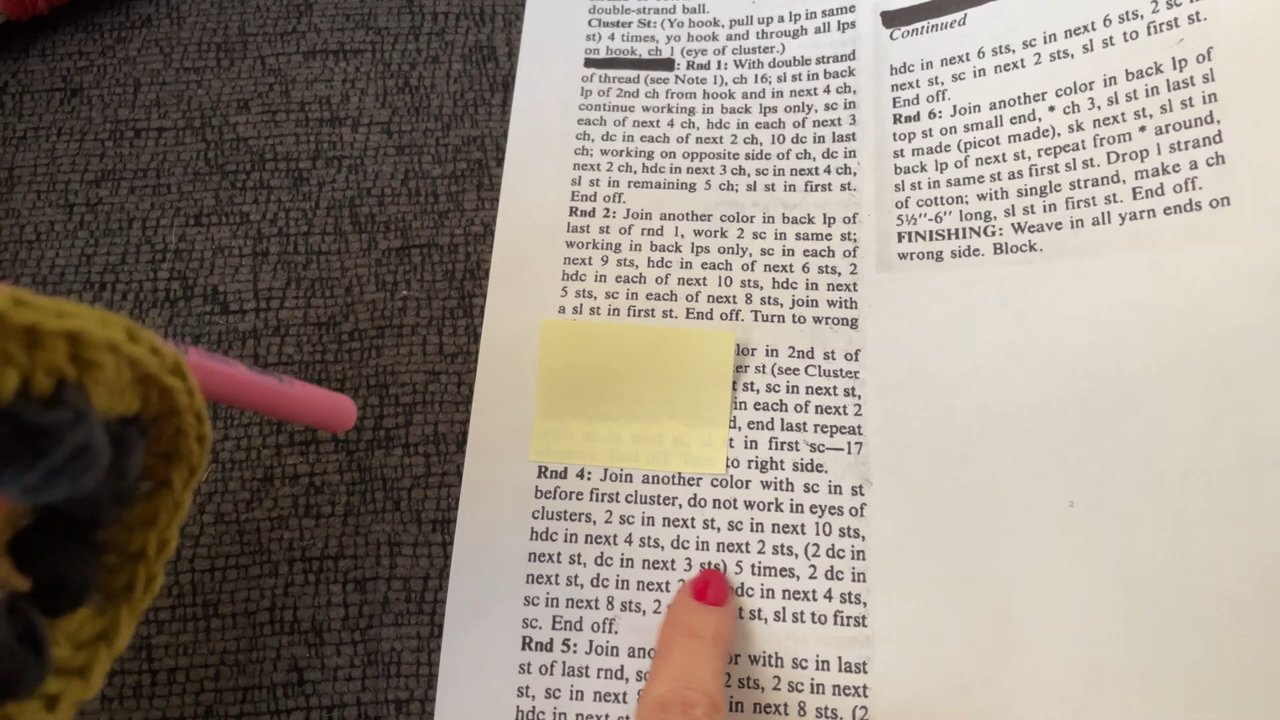 double-strand ball.
Cluster St: (Yo hook, pull up a lp in same
st) 4 times, yo hook and through all lps
on hook, ch 1 (eye of cluster.)
: Rnd 1: With double strand
of thread (see Note 1), ch 16; sl st in back
lp of 2nd ch from hook and in next 4 ch,
continue working in back lps only, sc in
each of next 4 ch, hdc in each of next 3
ch, dc in each of next 2 ch, 10 dc in last
ch; working on opposite side of ch, dc in
next 2 ch, hdc in next 3 ch, sc in next 4 ch,
sl st in remaining 5 ch; sl st in first st.
End off.
Rnd 2: Join another color in back lp of
last st of rnd 1, work 2 sc in same st;
working in back lps only, sc in each of
next 9 sts, hdc in each of next 6 sts, 2
hdc in each of next 10 sts, hdc in next
5 sts, sc in each of next 8 sts, join with
a sl st in first st. End off. Turn to wrong
lor in 2nd st of
er st (see Cluster
t st, sc in next st,
in each of next 2
d, end last repeat
t in first sc—17
to right side.
Rnd 4: Join another color with sc in st
before first cluster, do not work in eyes of
clusters, 2 sc in next st, sc in next 10 sts,
hdc in next 4 sts, dc in next 2 sts, (2 dc in
next st, dc in next 3 sts) 5 times, 2 dc in
next st, dc in next dc in next 4 sts,
sc in next 8 sts, 2 t st, sl st to first
sc. End off.
Rnd 5: Join ano r with sc in last
st of last rnd, sc 2 sts, 2 sc in next
st, sc in next in next 8 sts, (2
hdc in next st
Continued
hdc in next 6 sts, sc in next 6 sts, 2 sc in
next st, sc in next 2 sts, sl st to first st.
End off.
Rnd 6: Join another color in back lp of
top st on small end, * ch 3, sl st in last sl
st made (picot made), sk next st, sl st in
back lp of next st, repeat from * around,
sl st in same st as first sl st. Drop 1 strand
of cotton; with single strand, make a ch
5½"-6" long, sl st in first st. End off.
FINISHING: Weave in all yarn ends on
wrong side. Block.